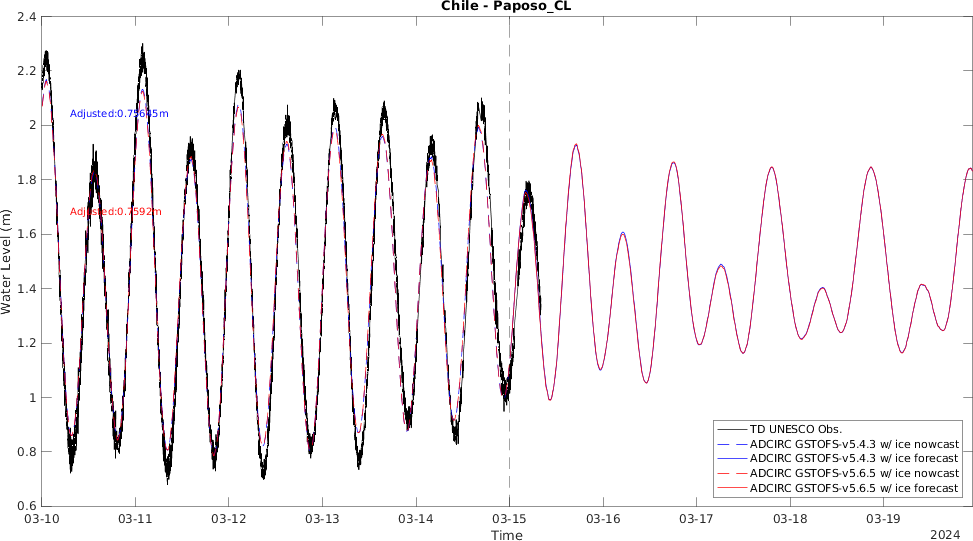 Chile - Paposo_CL
2.4
2.2
2
1.8
1.6
1.4
1.2
1
0.8
0.6
Water Level (m)
Adjusted:0.75645m
Adjusted:0.7592m
TD UNESCO Obs.
ADCIRC GSTOFS-v5.4.3 w/ ice nowcast
ADCIRC GSTOFS-v5.4.3 w/ ice forecast
ADCIRC GSTOFS-v5.6.5 w/ ice nowcast
ADCIRC GSTOFS-v5.6.5 w/ ice forecast
03-10 03-11 03-12 03-13 03-14 03-15 03-16 03-17 03-18 03-19
Time
2024